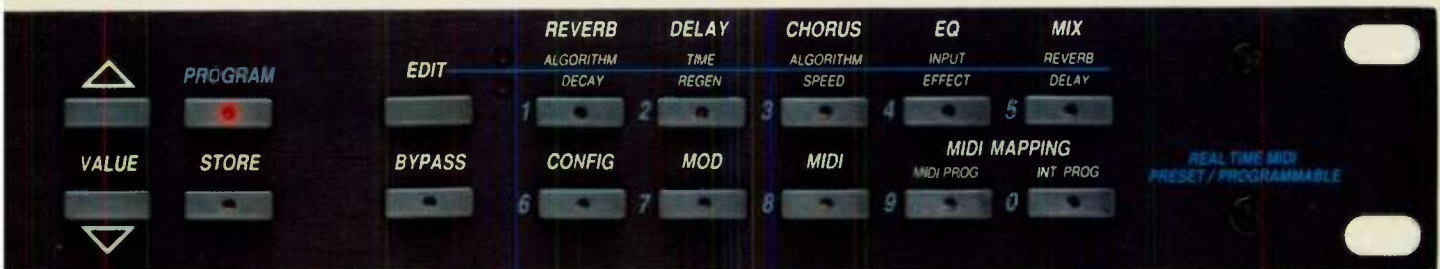 REVERB DELAY CHORUS EQ MIX
ALGORITHM TIME ALGORITHM INPUT REVERB
PROGRAM EDIT
DECAY REGEN SPEED EFFECT DELAY
1 2 3 4 5
VALUE STORE BYPASS CONFIG MOD MIDI MIDI MAPPING
MIDI PROG INT PROG
REAL TIME MIDI
PRESET / PROGRAMMABLE
6 7 8 9 0